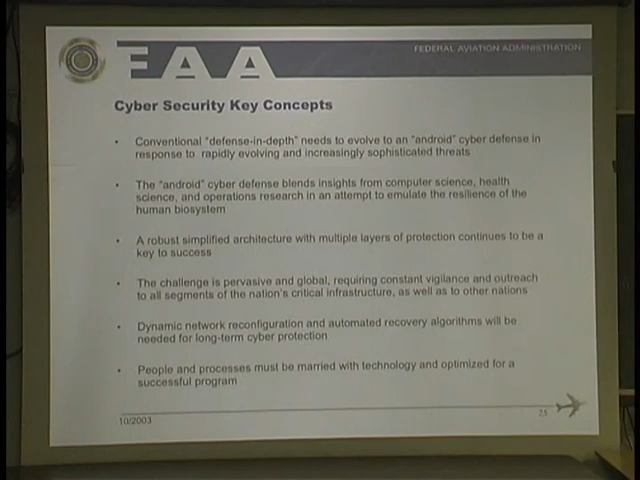 FAA
FEDERAL AVIATION ADMINISTRATION
Cyber Security Key Concepts
• Conventional "defense-in-depth" needs to evolve to an "android" cyber defense in
response to rapidly evolving and increasingly sophisticated threats
• The "android" cyber defense blends insights from computer science, health
science, and operations research in an attempt to emulate the resilience of the
human biosystem
• A robust simplified architecture with multiple layers of protection continues to be a
key to success
• The challenge is pervasive and global, requiring constant vigilance and outreach
to all segments of the nation's critical infrastructure, as well as to other nations
• Dynamic network reconfiguration and automated recovery algorithms will be
needed for long-term cyber protection
• People and processes must be married with technology and optimized for a
successful program
10/2003
25